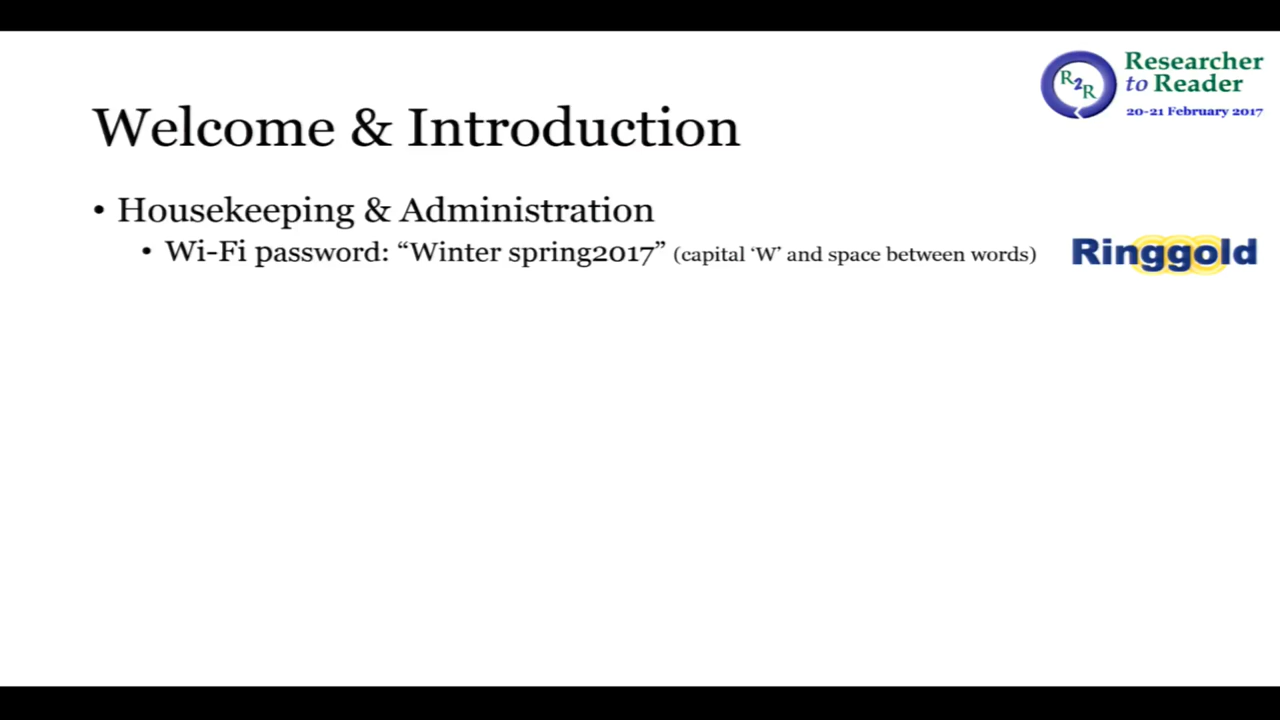 R2R
Researcher
to Reader
20-21 February 2017
Welcome & Introduction
• Housekeeping & Administration
• Wi-Fi password: “Winter spring2017” (capital ‘W’ and space between words)
Ringgold